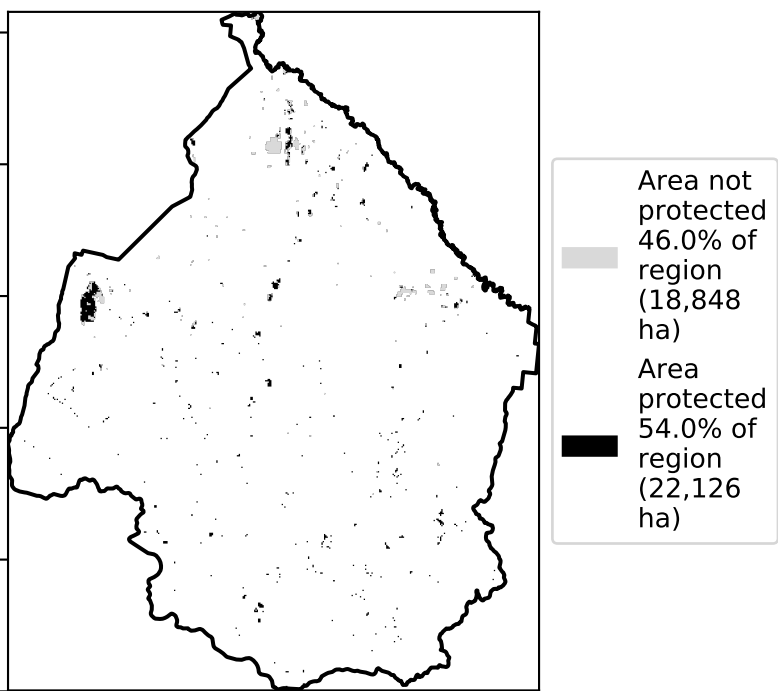 Area not
protected
46.0% of
region
(18,848
ha)
Area
protected
54.0% of
region
(22,126
ha)